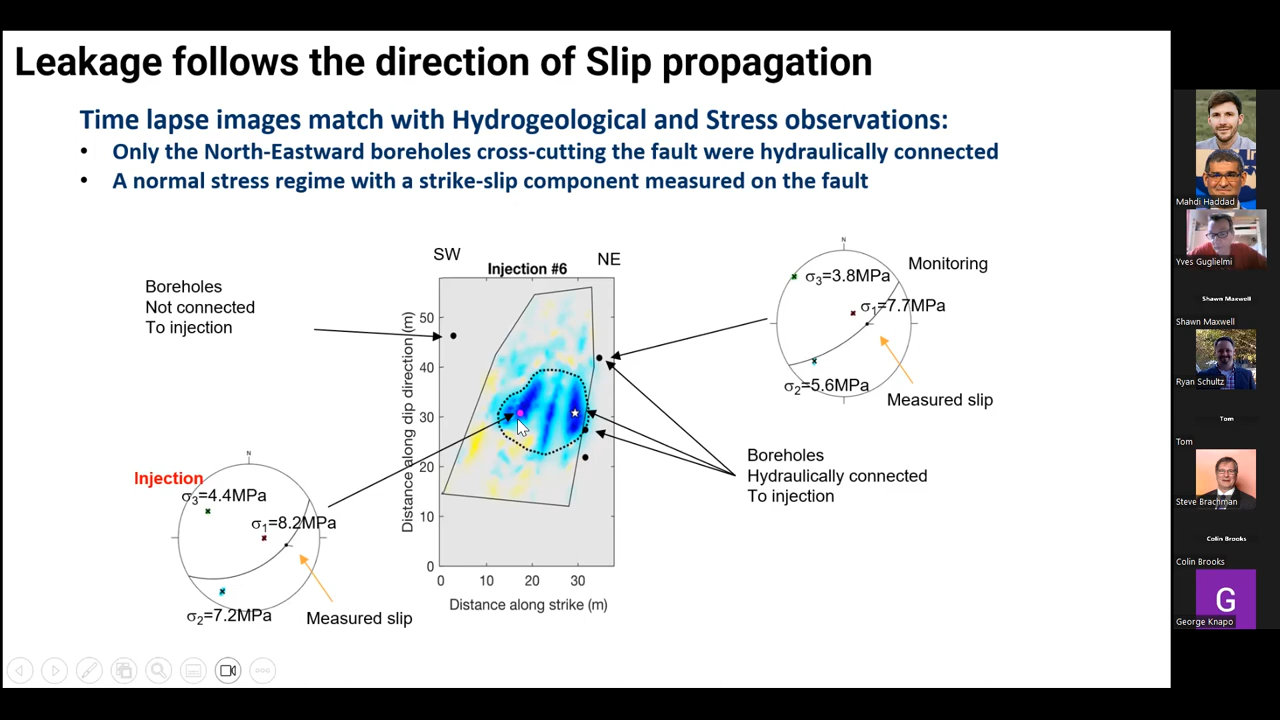 Leakage follows the direction of Slip propagation
Time lapse images match with Hydrogeological and Stress observations:
• Only the North-Eastward boreholes cross-cutting the fault were hydraulically connected
• A normal stress regime with a strike-slip component measured on the fault
Boreholes
Not connected
To injection
SW
NE
Injection #6
Distance along dip direction (m)
50
40
30
20
10
0
0 10 20 30
Distance along strike (m)
N
Monitoring
σ3=3.8MPa
σ1=7.7MPa
σ2=5.6MPa
Measured slip
Boreholes
Hydraulically connected
To injection
N
Injection
σ3=4.4MPa
σ1=8.2MPa
σ2=7.2MPa
Measured slip
Mahdi Haddad
Yves Guglielmi
Shawn Maxwell
Shawn Maxwell
Ryan Schultz
Tom
Tom
Steve Brachman
Colin Brooks
Colin Brooks
G
George Knapo